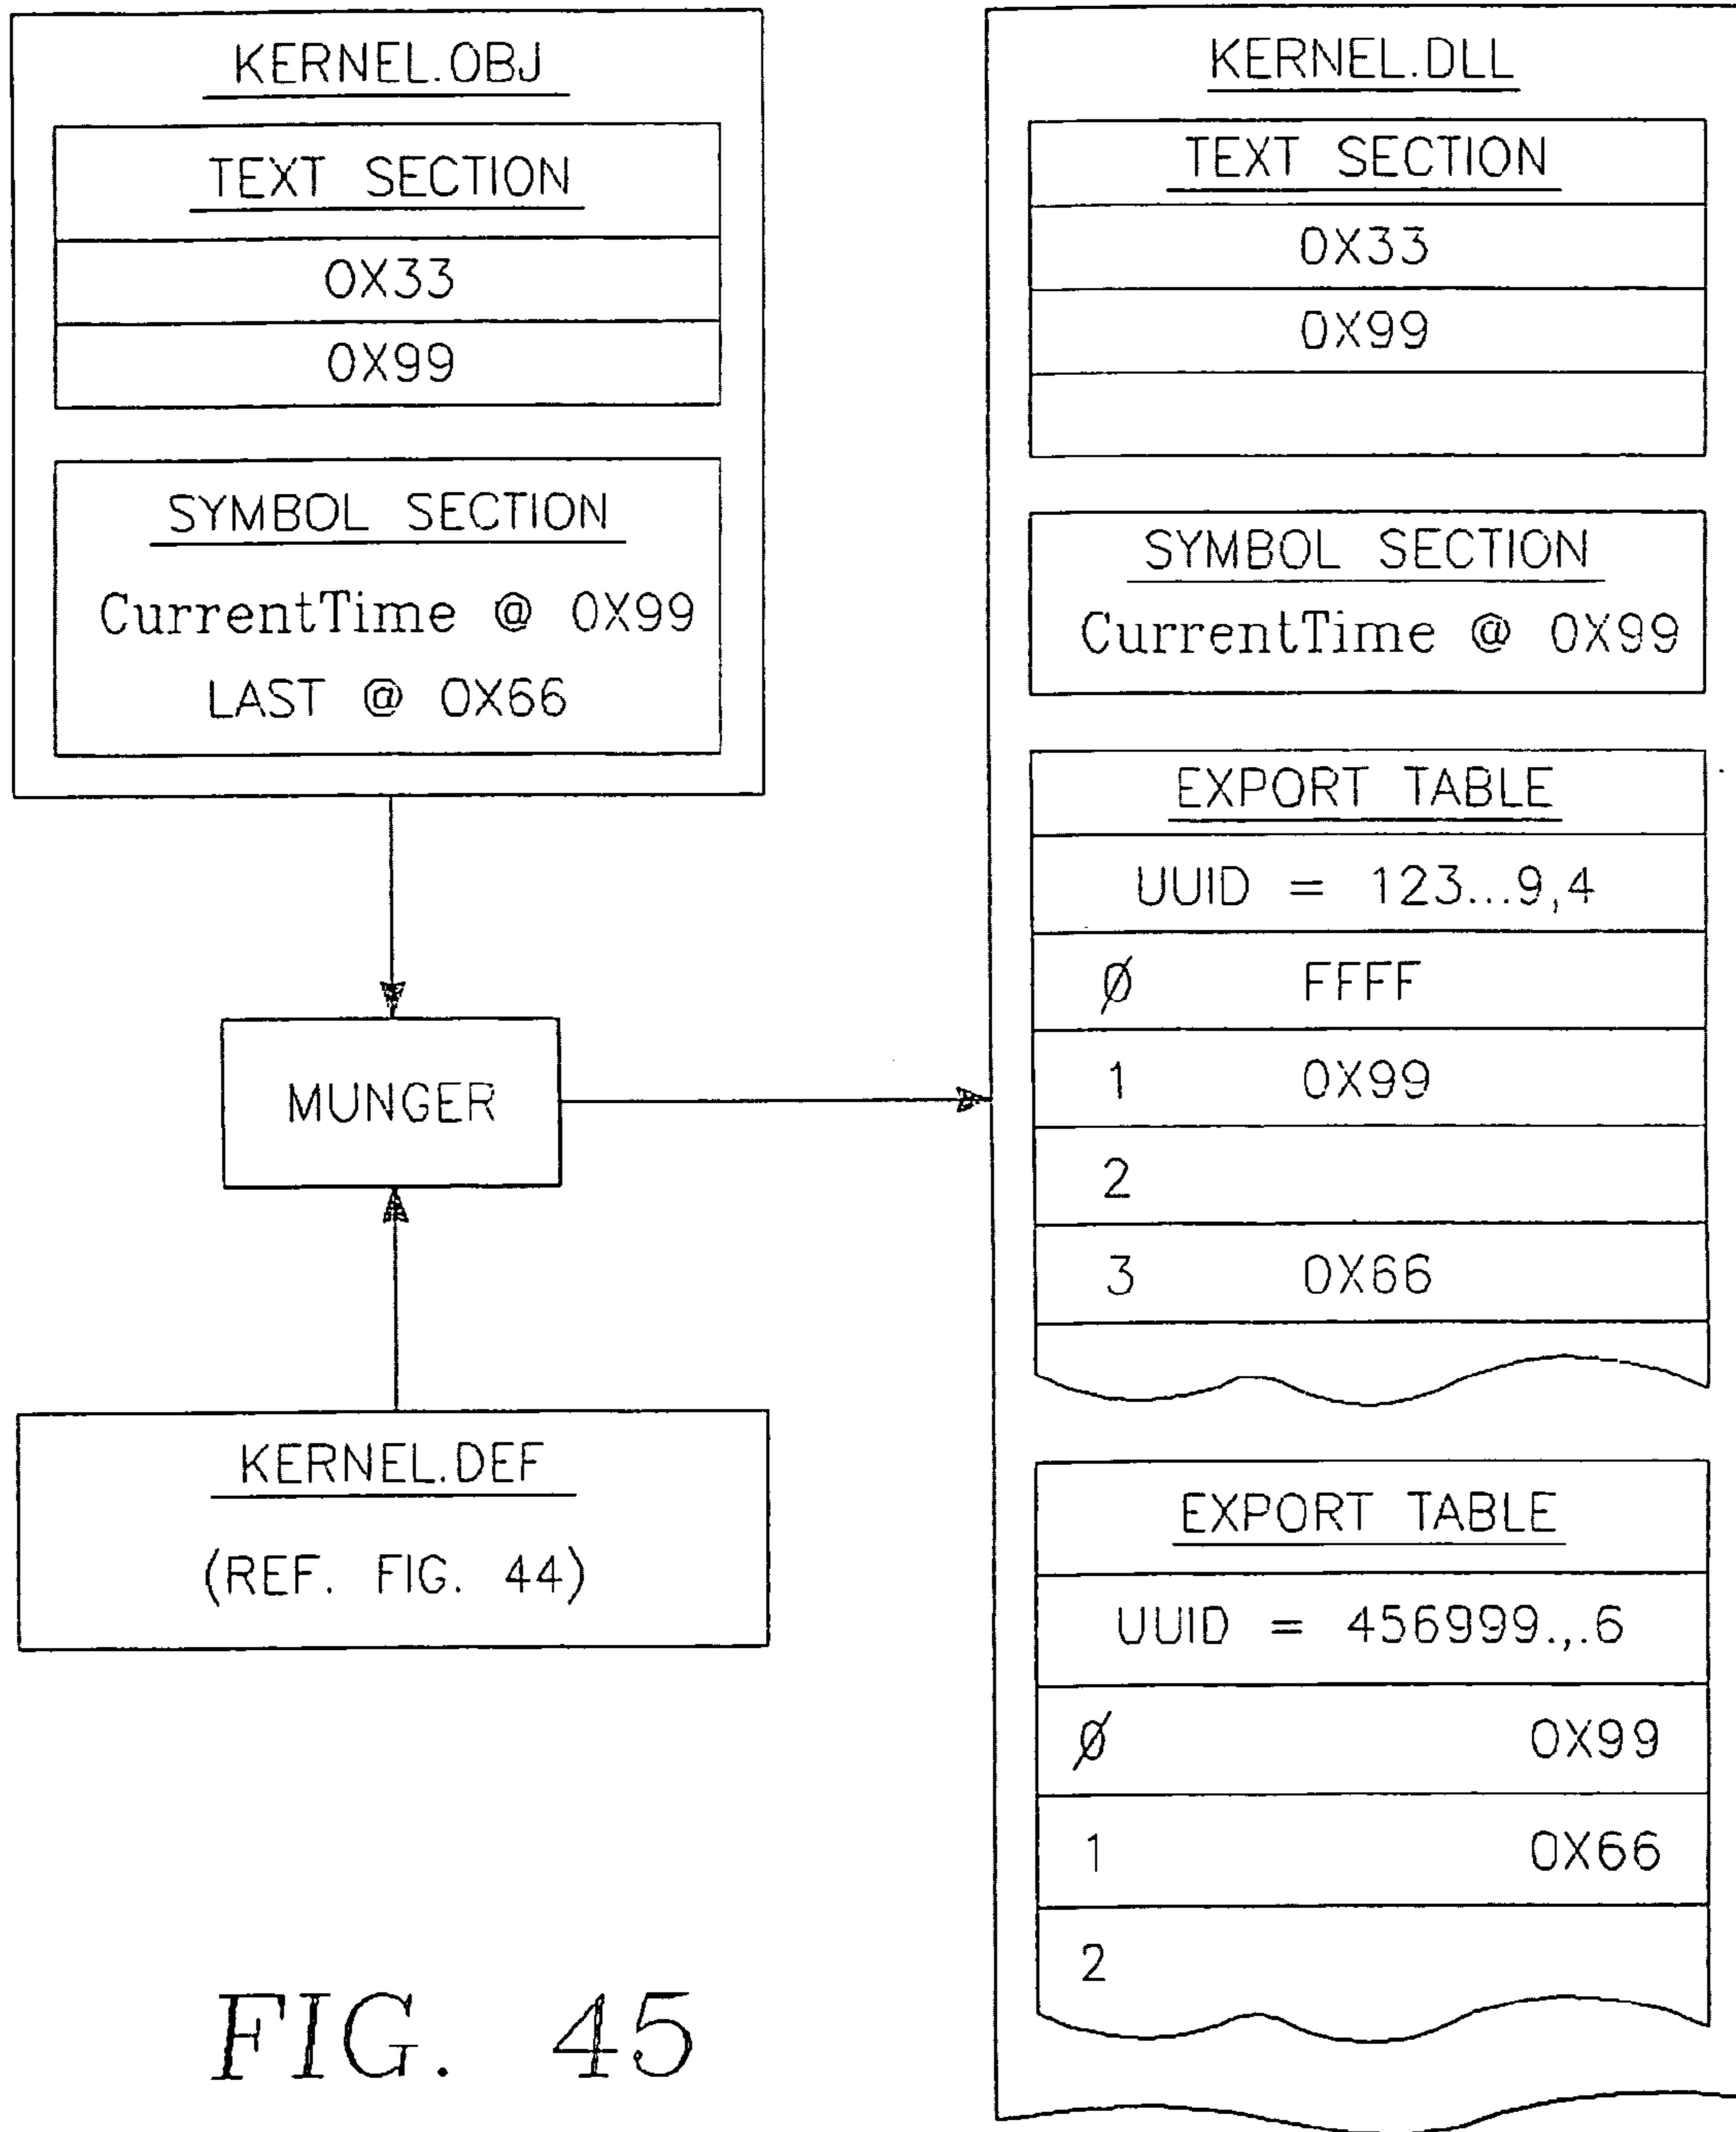 KERNEL.OBJ
TEXT SECTION
0X33
0X99
SYMBOL SECTION
CurrentTime @ 0X99
LAST @ 0X66
MUNGER
KERNEL.DEF
(REF. FIG. 44)
KERNEL.DLL
TEXT SECTION
0X33
0X99
SYMBOL SECTION
CurrentTime @ 0X99
EXPORT TABLE
UUID = 123...9,4
Ø FFFF
1 0X99
2
3 0X66
EXPORT TABLE
UUID = 456999.,.6
Ø 0X99
1 0X66
2
FIG. 45